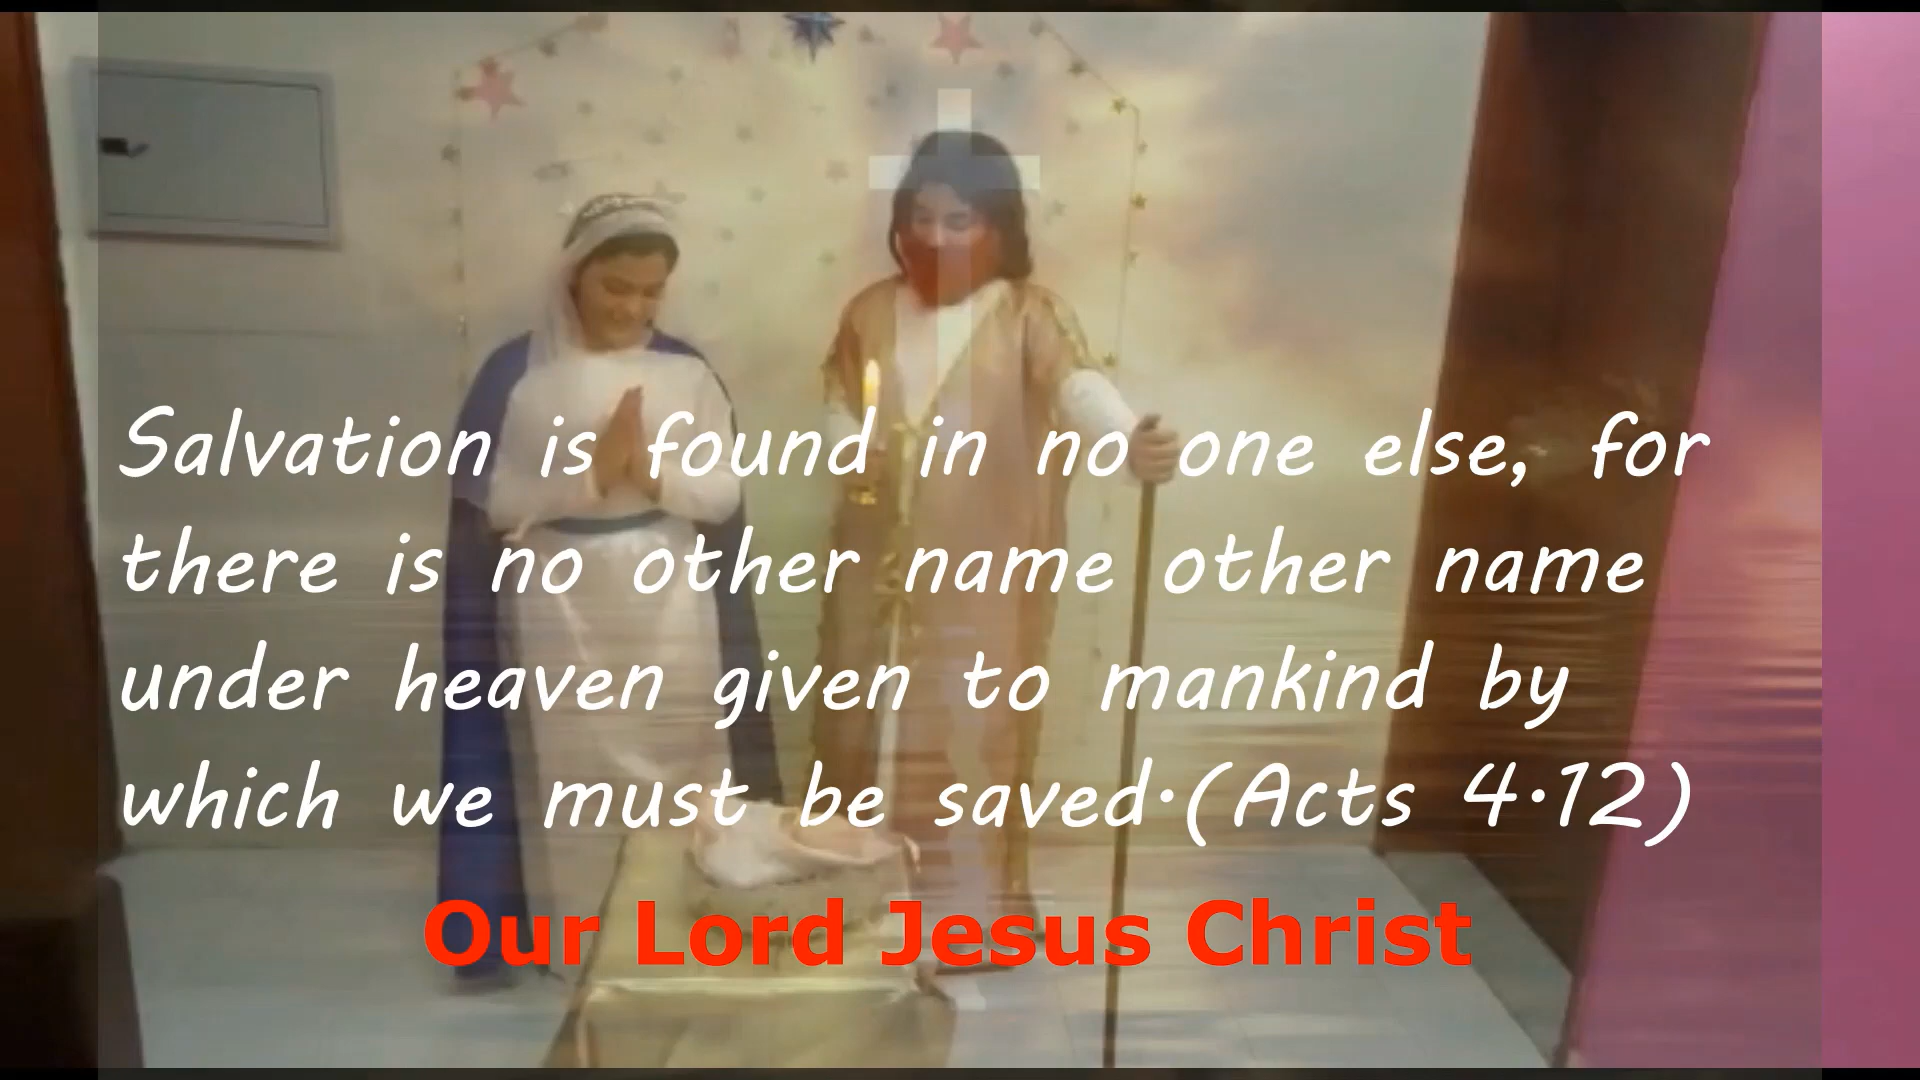 Salvation is found in no one else, for
there is no other name other name
under heaven given to mankind by
which we must be saved.(Acts 4.12)
Our Lord Jesus Christ